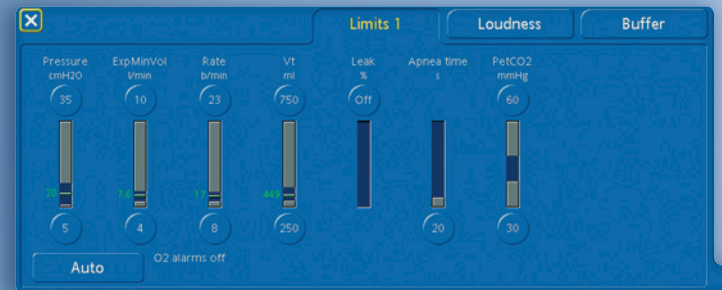 Limits 1 Loudness Buffer
Pressure ExpMinVol Rate Vt Leak Apnea time PetCO2
cmH2O l/min b/min ml % s mmHg
35 10 23 750 Off 60
20 7.6 17 449
5 4 8 250 20 30
Auto O2 alarms off